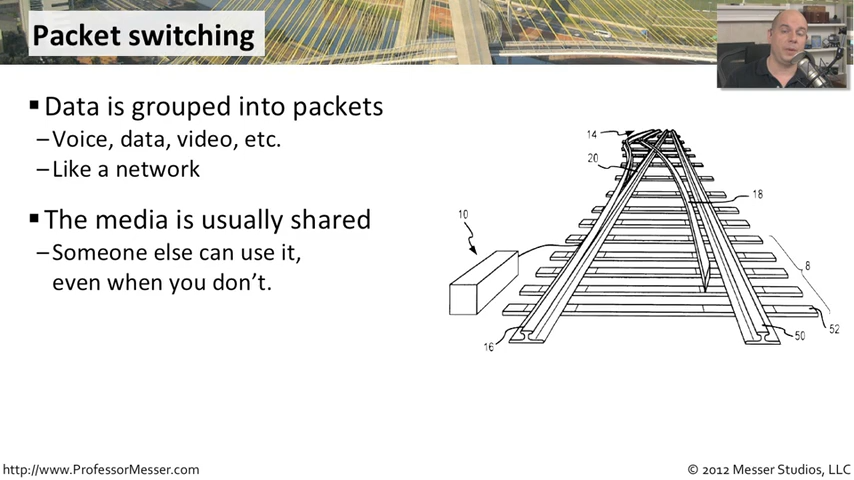 Packet switching
▪ Data is grouped into packets
–Voice, data, video, etc.
–Like a network
▪ The media is usually shared
–Someone else can use it,
even when you don't.
14
20
18
10
8
52
50
16
http://www.ProfessorMesser.com
© 2012 Messer Studios, LLC